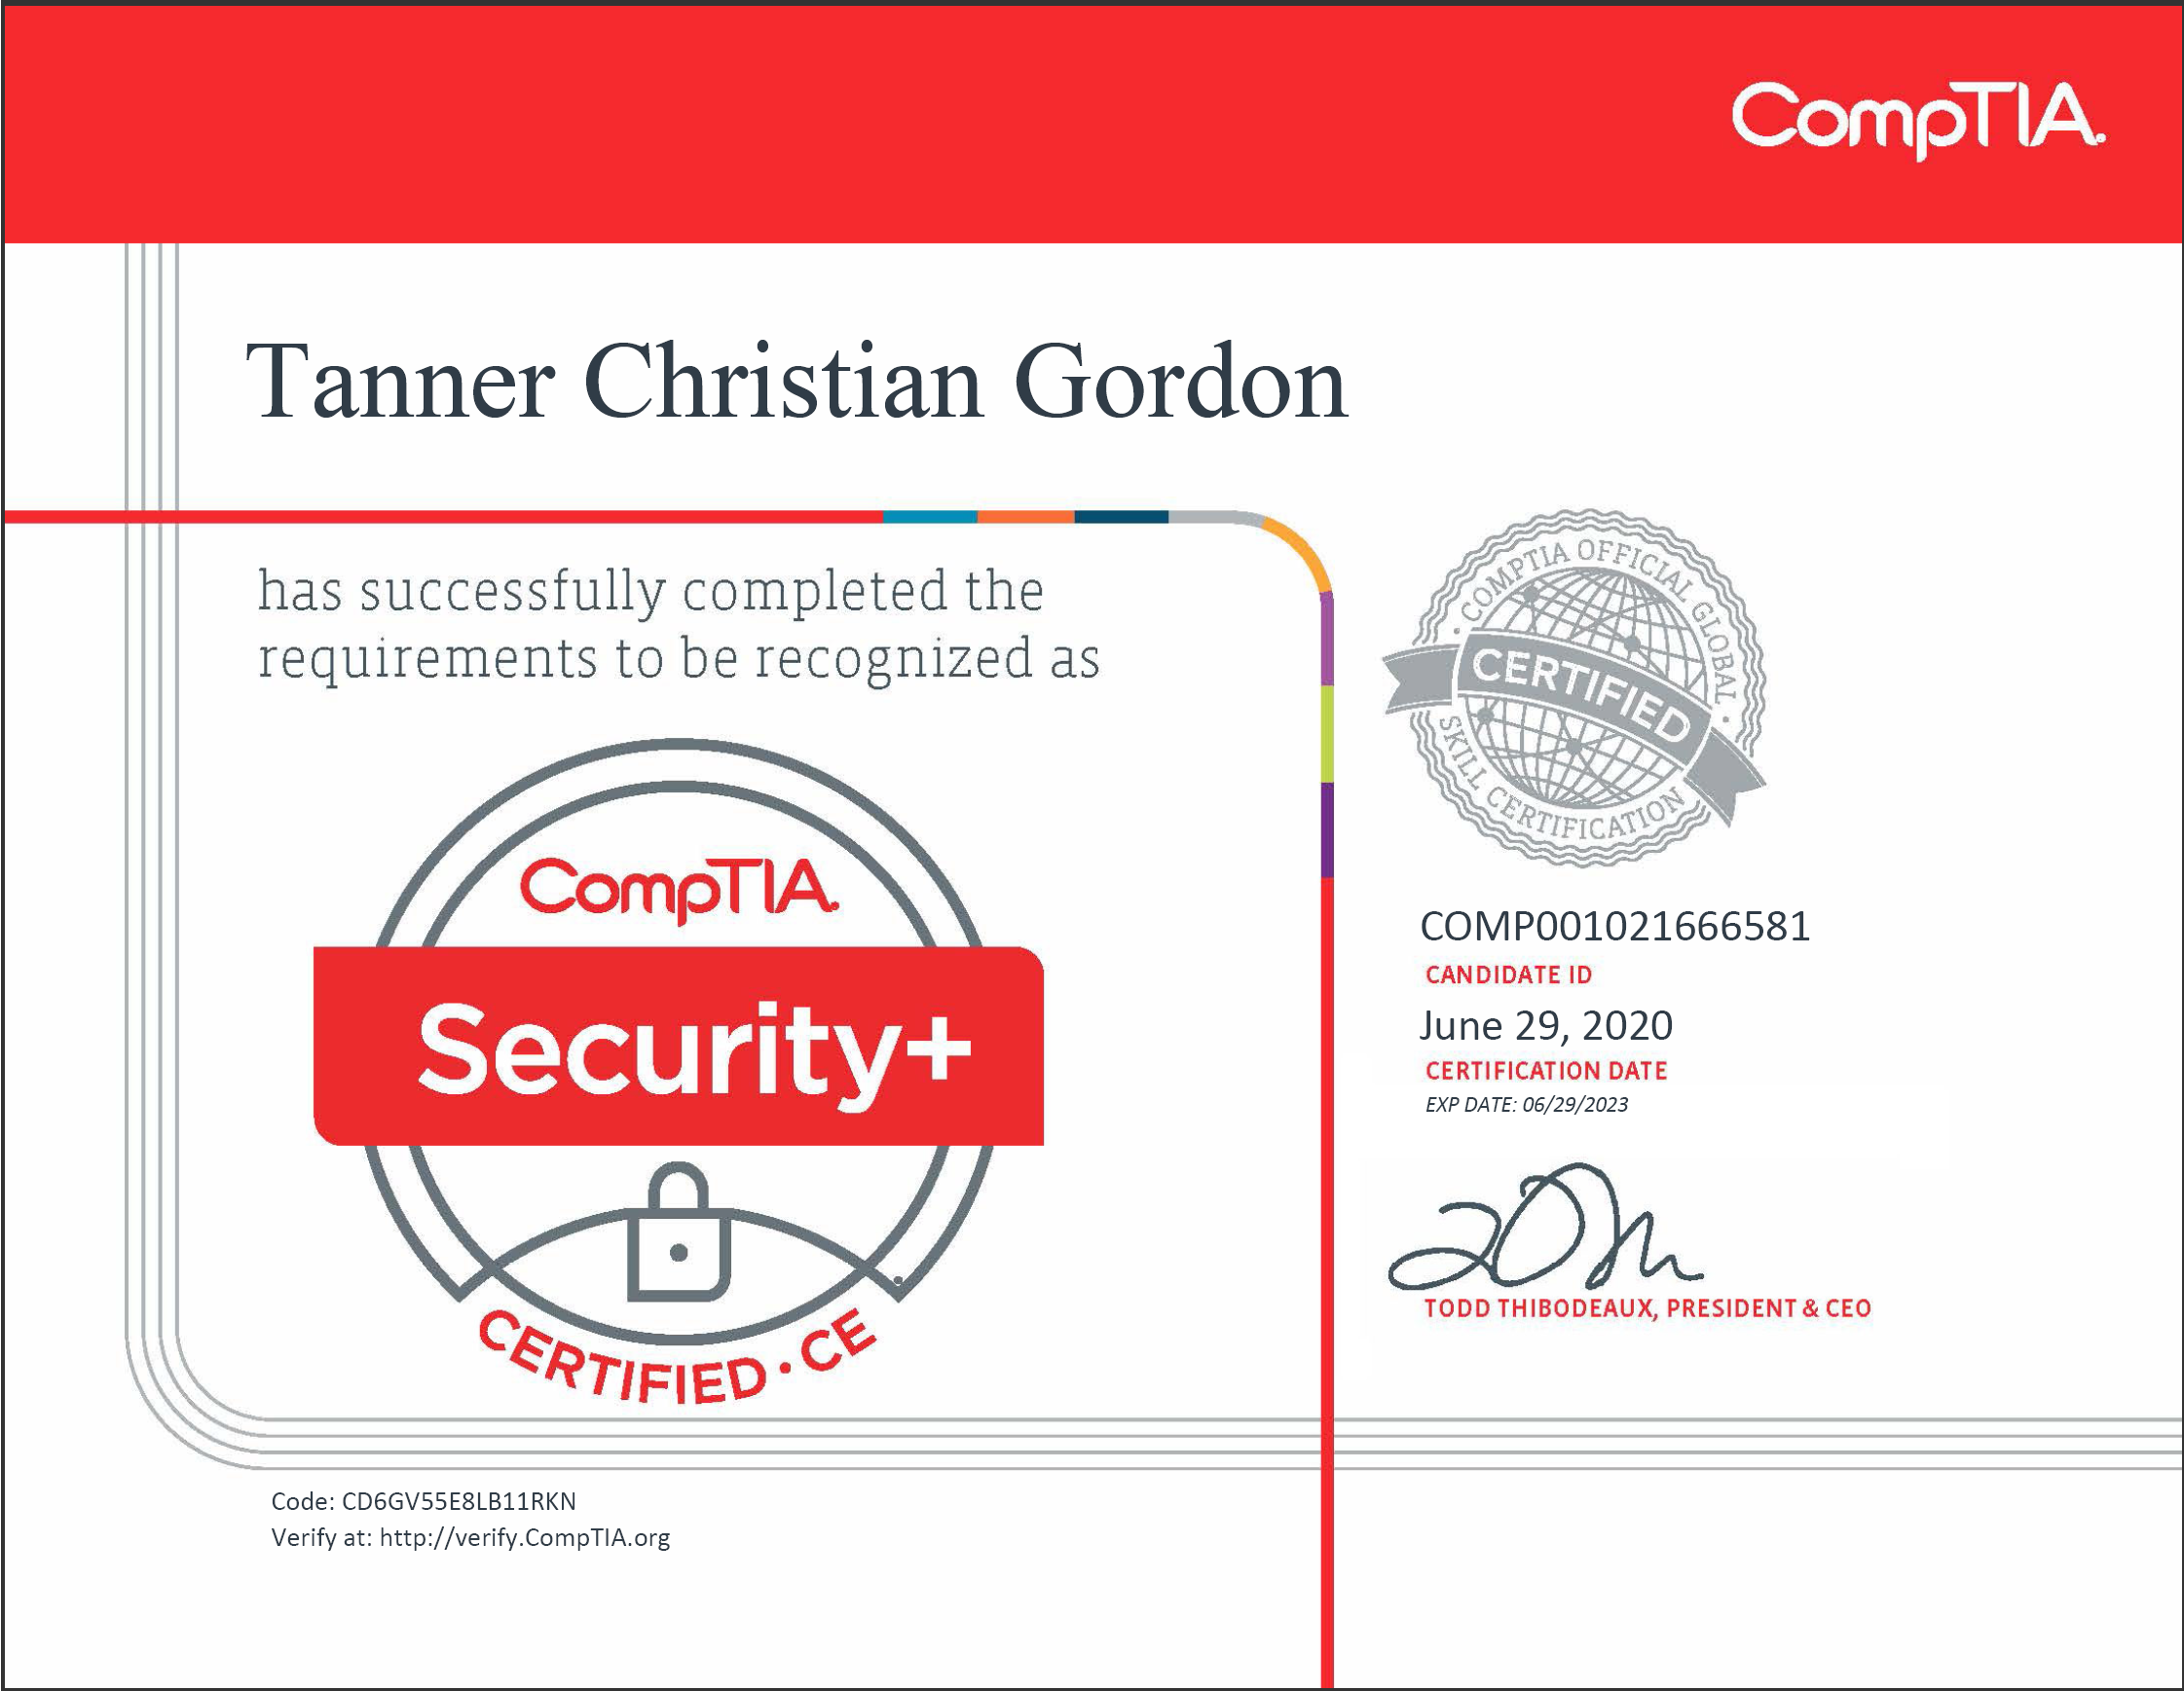 CompTIA.
Tanner Christian Gordon
has successfully completed the
requirements to be recognized as
CompTIA.
Security+
CERTIFIED • CE
• COMPTIA OFFICIAL GLOBAL •
CERTIFIED
SKILL CERTIFICATION
COMP001021666581
CANDIDATE ID
June 29, 2020
CERTIFICATION DATE
EXP DATE: 06/29/2023
TODD THIBODEAUX, PRESIDENT & CEO
Code: CD6GV55E8LB11RKN
Verify at: http://verify.CompTIA.org